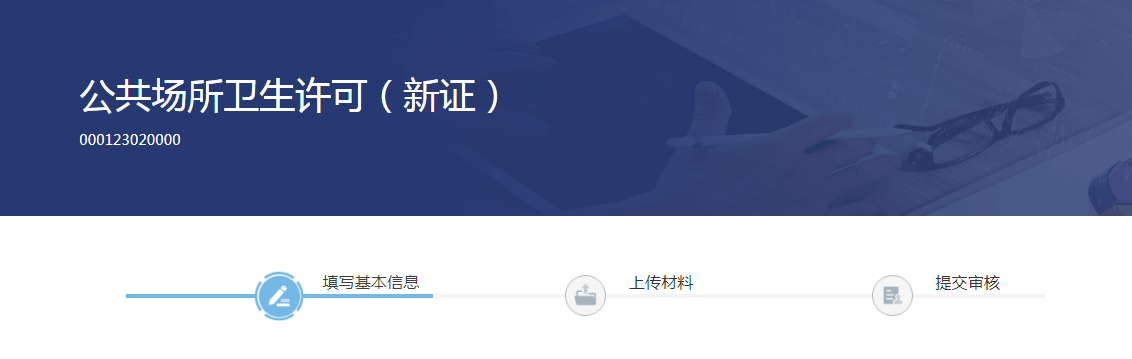 公共场所卫生许可（新证）
000123020000
填写基本信息
上传材料
提交审核